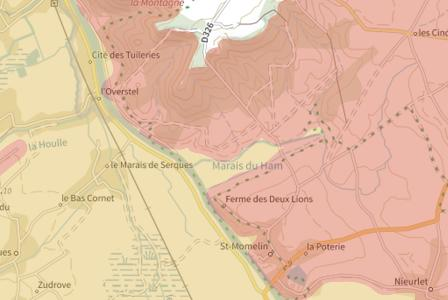 la Montagne
D326
les Cinq
Cité des Tuileries
l'Overstel
la Houlle
le Marais de Serques
Marais du Ham
le Bas Cornet
Ferme des Deux Lions
St-Momelin
la Poterie
Zudrove
Nieurlet